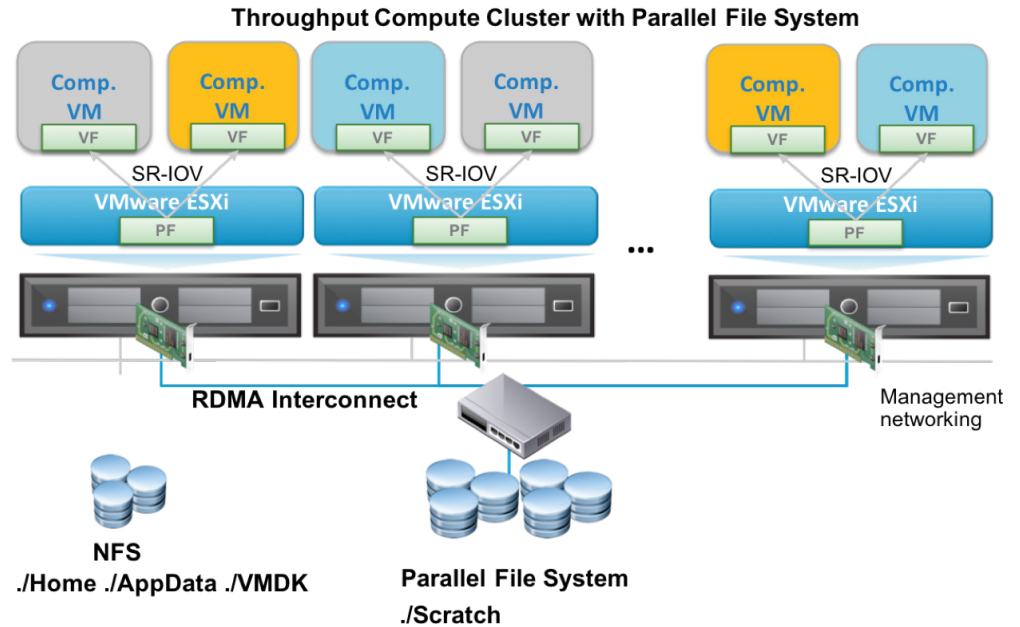 Throughput Compute Cluster with Parallel File System
Comp.
VM
VF
Comp.
VM
VF
Comp.
VM
VF
Comp.
VM
VF
Comp.
VM
VF
Comp.
VM
VF
SR-IOV
SR-IOV
SR-IOV
VMware ESXi
PF
VMware ESXi
PF
...
VMware ESXi
PF
RDMA Interconnect
Management
networking
NFS
./Home ./AppData ./VMDK
Parallel File System
./Scratch